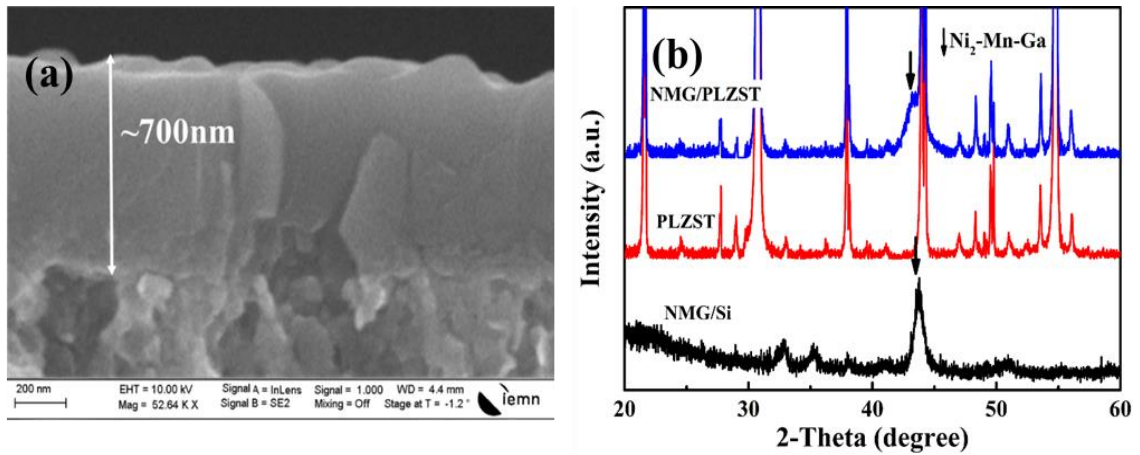 (a)
~700nm
200 nm
EHT = 10.00 kV
Signal A = InLens
Signal = 1.000
WD = 4.4 mm
Mag = 52.64 K X
Signal B = SE2
Mixing = Off
Stage at T = -1.2°
iemn
(b)
Ni2-Mn-Ga
NMG/PLZST
PLZST
NMG/Si
Intensity (a.u.)
20 30 40 50 60
2-Theta (degree)